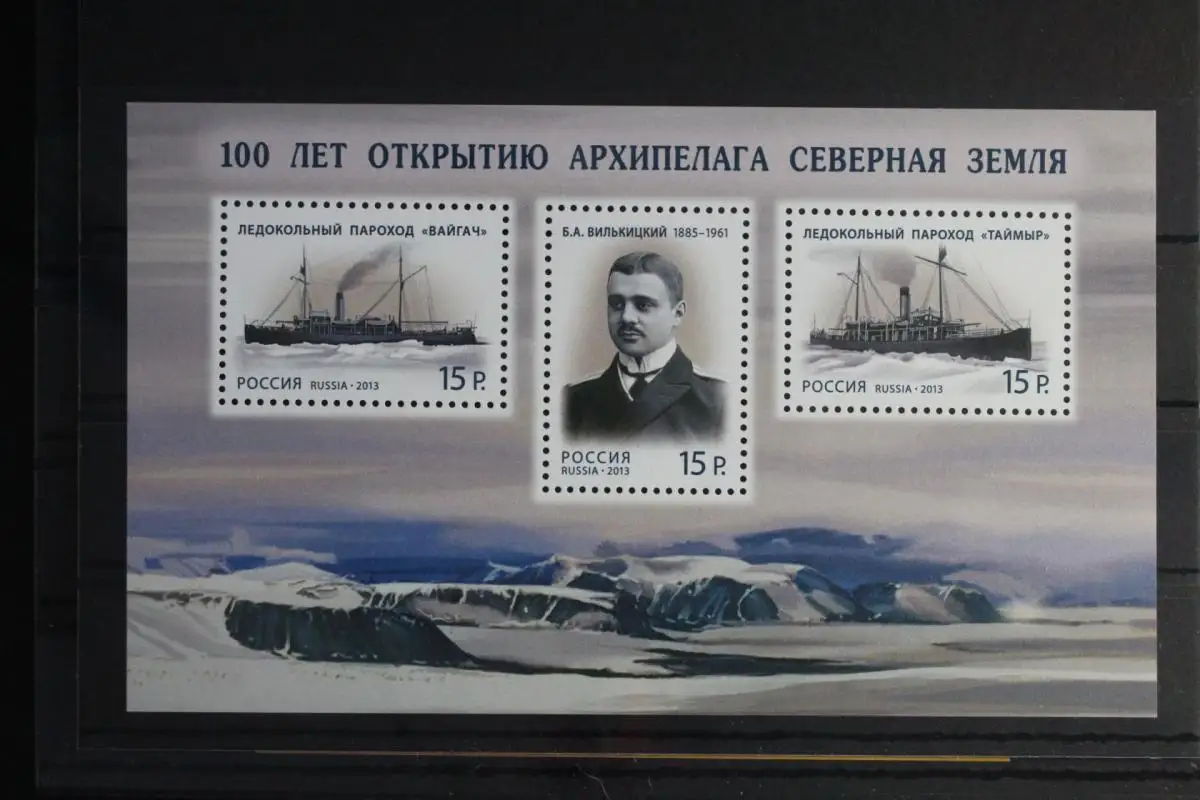 100 ЛЕТ ОТКРЫТИЮ АРХИПЕЛАГА СЕВЕРНАЯ ЗЕМЛЯ
ЛЕДОКОЛЬНЫЙ ПАРОХОД «ВАЙГАЧ»
РОССИЯ RUSSIA • 2013 15 Р.
Б.А. ВИЛЬКИЦКИЙ 1885–1961
РОССИЯ
RUSSIA • 2013 15 Р.
ЛЕДОКОЛЬНЫЙ ПАРОХОД «ТАЙМЫР»
РОССИЯ RUSSIA • 2013 15 Р.